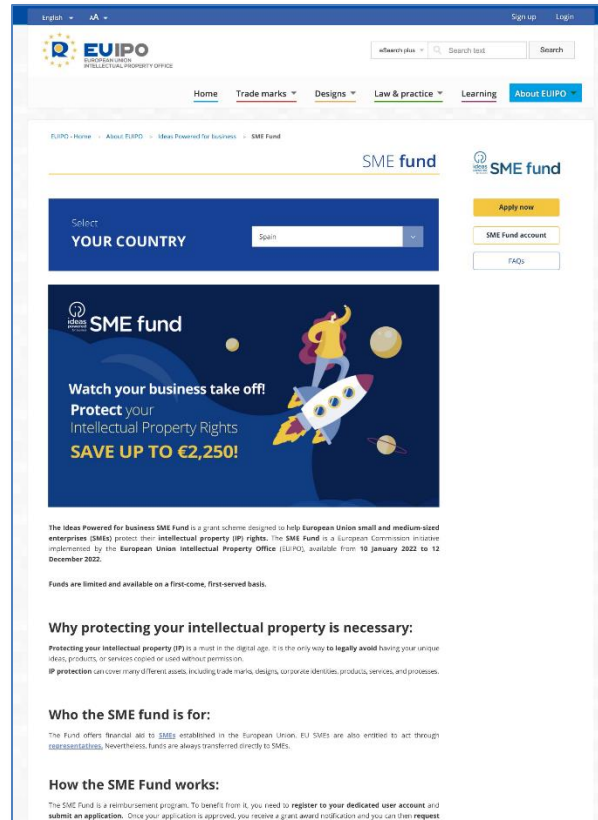 English AA Sign up Login
EUIPO
EUROPEAN UNION
INTELLECTUAL PROPERTY OFFICE
eSearch plus Search text Search
Home Trade marks Designs Law & practice Learning About EUIPO
EUIPO - Home About EUIPO Ideas Powered for business SME Fund
SME fund
ideas
powered
SME fund
Apply now
SME Fund account
FAQs
Select
YOUR COUNTRY
Spain
ideas
powered
SME fund
Watch your business take off!
Protect your
Intellectual Property Rights
SAVE UP TO €2,250!
The Ideas Powered for business SME Fund is a grant scheme designed to help European Union small and medium-sized
enterprises (SMEs) protect their intellectual property (IP) rights. The SME Fund is a European Commission initiative
implemented by the European Union Intellectual Property Office (EUIPO), available from 10 January 2022 to 12
December 2022.
Funds are limited and available on a first-come, first-served basis.
Why protecting your intellectual property is necessary:
Protecting your intellectual property (IP) is a must in the digital age. It is the only way to legally avoid having your unique
ideas, products, or services copied or used without permission.
IP protection can cover many different assets, including trade marks, designs, corporate identities, products, services, and processes.
Who the SME fund is for:
The Fund offers financial aid to SMEs established in the European Union. EU SMEs are also entitled to act through
representatives. Nevertheless, funds are always transferred directly to SMEs.
How the SME Fund works:
The SME Fund is a reimbursement program. To benefit from it, you need to register to your dedicated user account and
submit an application. Once your application is approved, you receive a grant award notification and you can then request